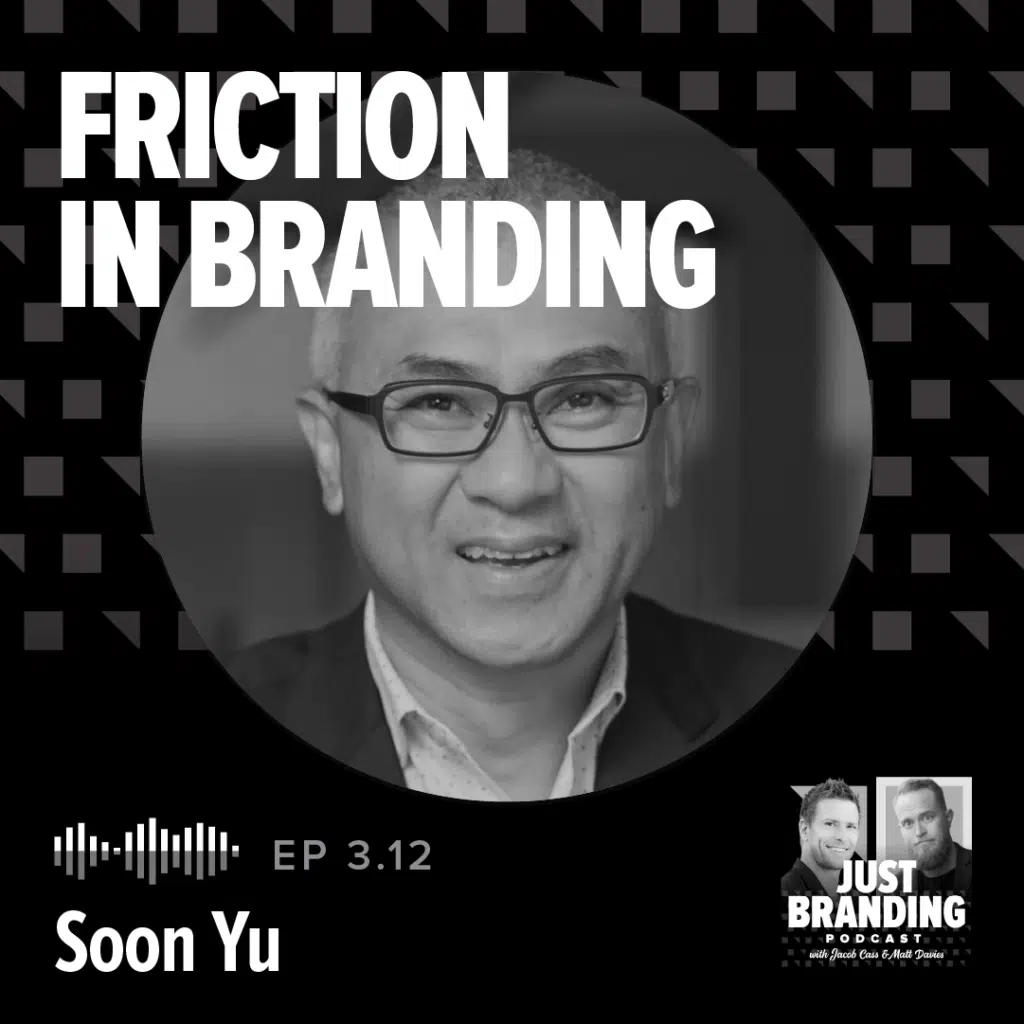 FRICTION
IN BRANDING
EP 3.12
Soon Yu
JUST
BRANDING
PODCAST
with Jacob Cass & Matt Davies